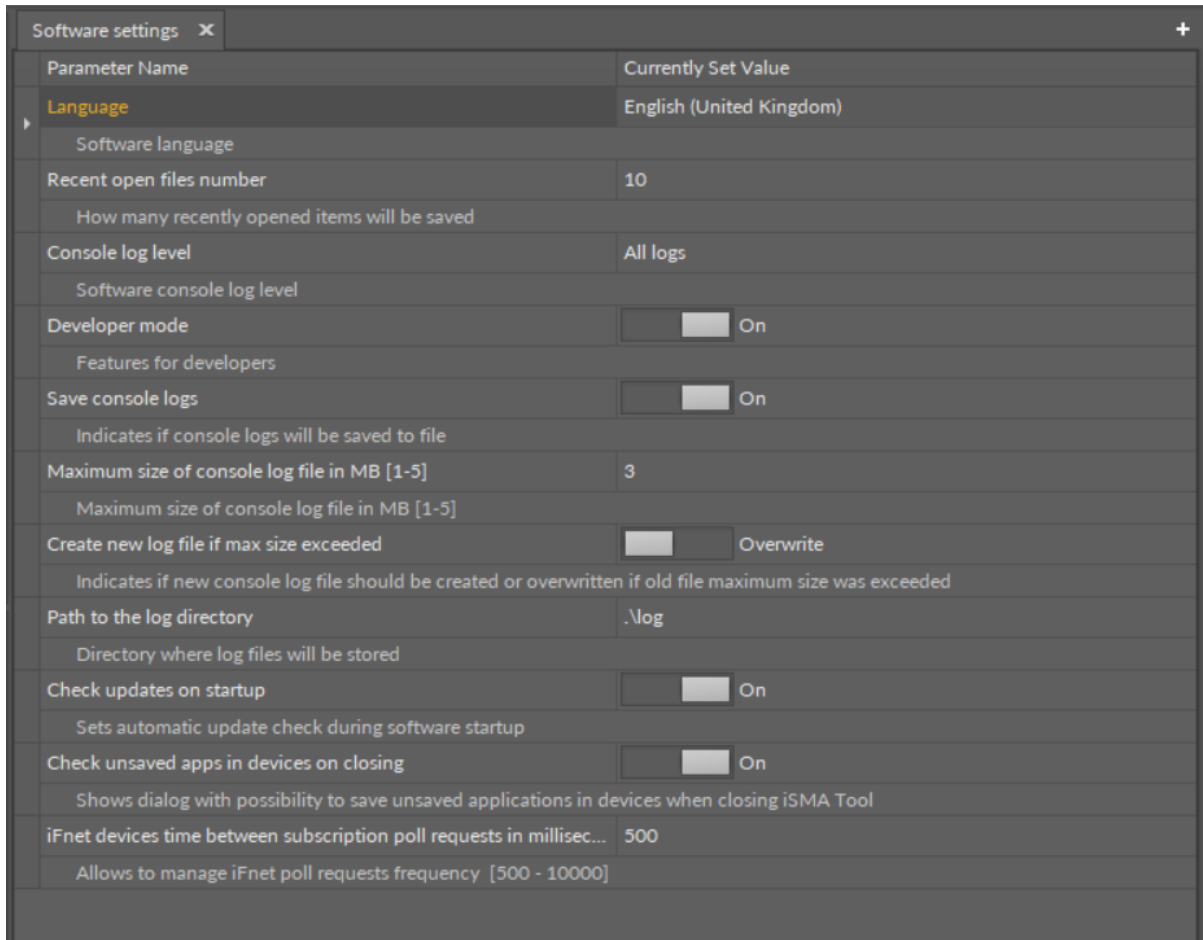 Software settings
Parameter Name Currently Set Value
Language English (United Kingdom)
Software language
Recent open files number 10
How many recently opened items will be saved
Console log level All logs
Software console log level
Developer mode On
Features for developers
Save console logs On
Indicates if console logs will be saved to file
Maximum size of console log file in MB [1-5] 3
Maximum size of console log file in MB [1-5]
Create new log file if max size exceeded Overwrite
Indicates if new console log file should be created or overwritten if old file maximum size was exceeded
Path to the log directory .\log
Directory where log files will be stored
Check updates on startup On
Sets automatic update check during software startup
Check unsaved apps in devices on closing On
Shows dialog with possibility to save unsaved applications in devices when closing iSMA Tool
iFnet devices time between subscription poll requests in millisec... 500
Allows to manage iFnet poll requests frequency [500 - 10000]